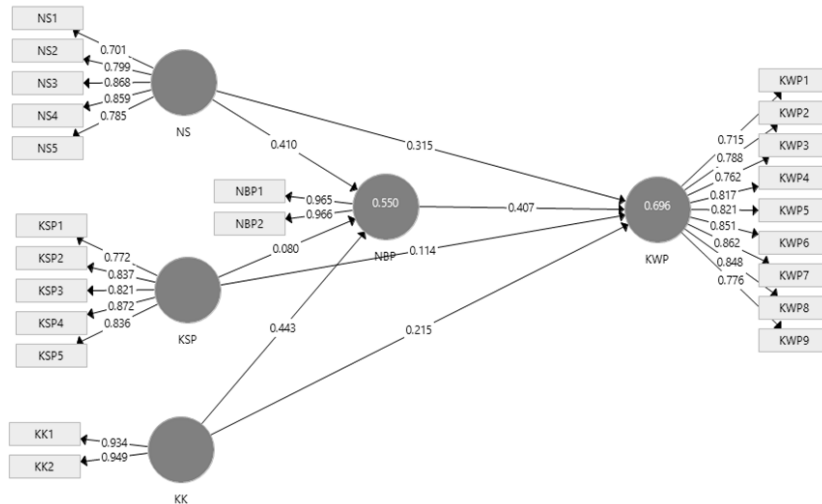 NS1
NS2
NS3
NS4
NS5
0.701
0.799
0.868
0.859
0.785
NS
0.410
0.315
NBP1
NBP2
0.965
0.966
0.550
NBP
0.407
KSP1
KSP2
KSP3
KSP4
KSP5
0.772
0.837
0.821
0.872
0.836
KSP
0.080
0.114
0.443
0.215
KK1
KK2
0.934
0.949
KK
0.696
KWP
0.715
0.788
0.762
0.817
0.821
0.851
0.862
0.848
0.776
KWP1
KWP2
KWP3
KWP4
KWP5
KWP6
KWP7
KWP8
KWP9